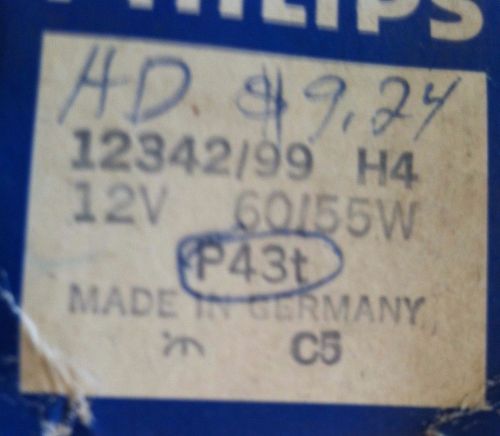 PHILIPS
HD. $9.24
12342/99 H4
12V 60/55W
P43t
MADE IN GERMANY
C5